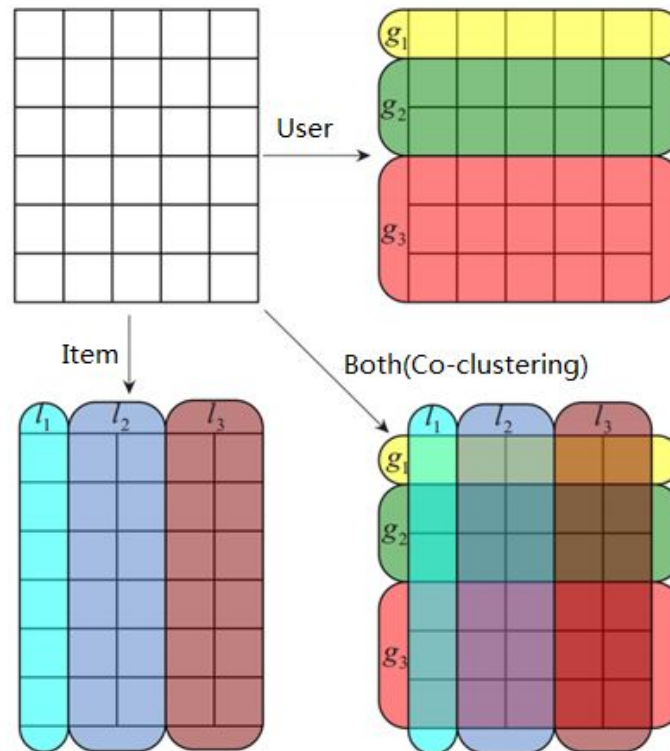 g1
g2
User
g3
Item
Both(Co-clustering)
l1 l2 l3
l1 l2 l3
g1
g2
g3